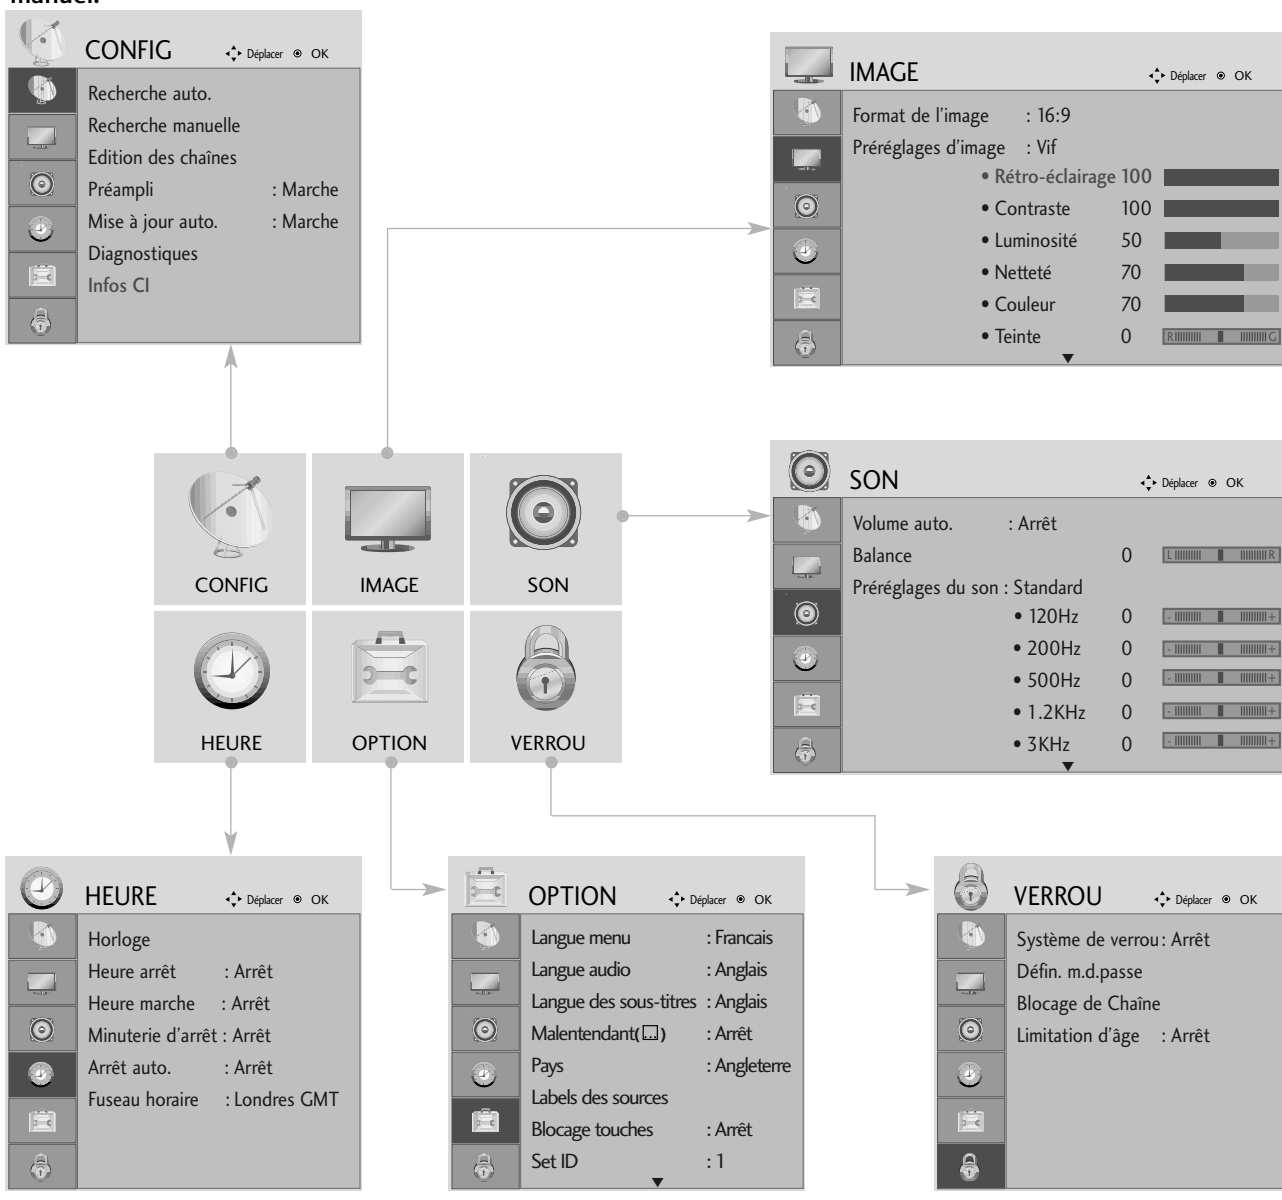 manuel.
CONFIG
Déplacer OK
Recherche auto.
Recherche manuelle
Edition des chaînes
Préampli : Marche
Mise à jour auto. : Marche
Diagnostiques
Infos CI
IMAGE
Déplacer OK
Format de l'image : 16:9
Préréglages d'image : Vif
• Rétro-éclairage 100
• Contraste 100
• Luminosité 50
• Netteté 70
• Couleur 70
• Teinte 0 R G
CONFIG
IMAGE
SON
HEURE
OPTION
VERROU
SON
Déplacer OK
Volume auto. : Arrêt
Balance 0 L R
Préréglages du son : Standard
• 120Hz 0 - +
• 200Hz 0 - +
• 500Hz 0 - +
• 1.2KHz 0 - +
• 3KHz 0 - +
HEURE
Déplacer OK
Horloge
Heure arrêt : Arrêt
Heure marche : Arrêt
Minuterie d'arrêt : Arrêt
Arrêt auto. : Arrêt
Fuseau horaire : Londres GMT
OPTION
Déplacer OK
Langue menu : Francais
Langue audio : Anglais
Langue des sous-titres : Anglais
Malentendant( ) : Arrêt
Pays : Angleterre
Labels des sources
Blocage touches : Arrêt
Set ID : 1
VERROU
Déplacer OK
Système de verrou : Arrêt
Défin. m.d.passe
Blocage de Chaîne
Limitation d'âge : Arrêt